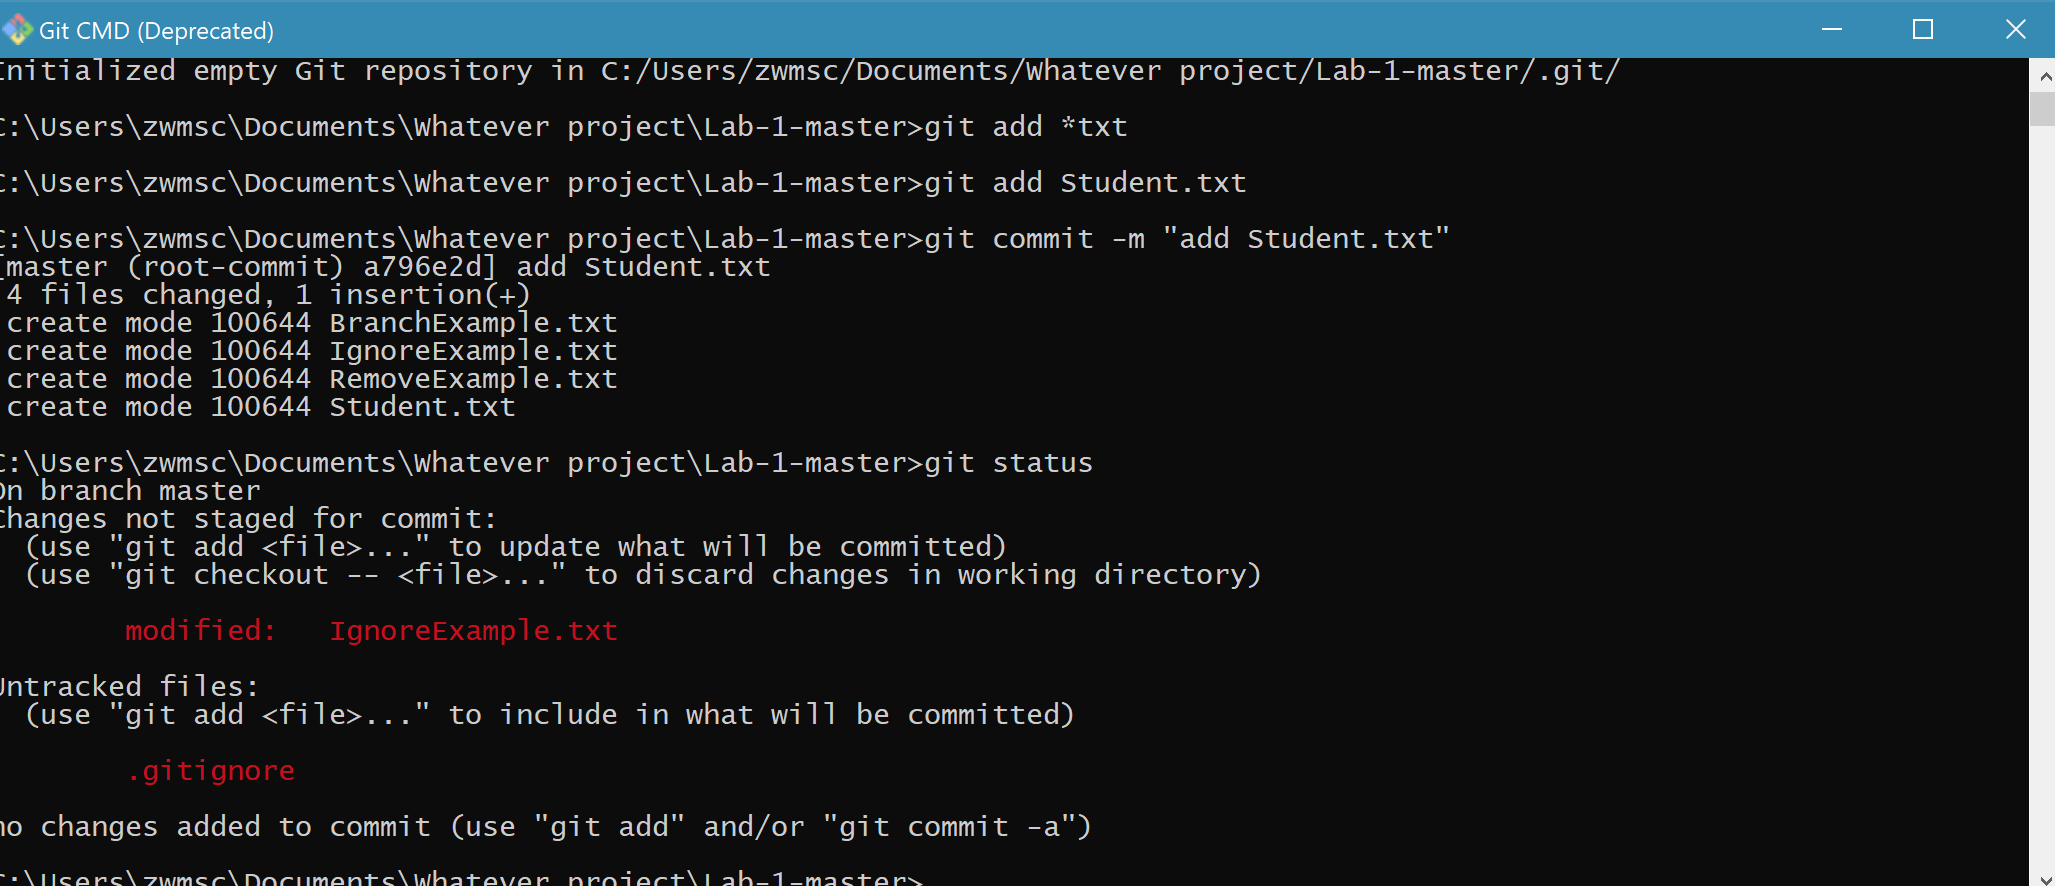 Git CMD (Deprecated)
Initialized empty Git repository in C:/Users/zwmsc/Documents/Whatever project/Lab-1-master/.git/
C:\Users\zwmsc\Documents\Whatever project\Lab-1-master>git add *txt
C:\Users\zwmsc\Documents\Whatever project\Lab-1-master>git add Student.txt
C:\Users\zwmsc\Documents\Whatever project\Lab-1-master>git commit -m "add Student.txt"
[master (root-commit) a796e2d] add Student.txt
4 files changed, 1 insertion(+)
create mode 100644 BranchExample.txt
create mode 100644 IgnoreExample.txt
create mode 100644 RemoveExample.txt
create mode 100644 Student.txt
C:\Users\zwmsc\Documents\Whatever project\Lab-1-master>git status
On branch master
Changes not staged for commit:
(use "git add <file>..." to update what will be committed)
(use "git checkout -- <file>..." to discard changes in working directory)
modified: IgnoreExample.txt
Untracked files:
(use "git add <file>..." to include in what will be committed)
.gitignore
no changes added to commit (use "git add" and/or "git commit -a")
C:\Users\zwmsc\Documents\Whatever project\Lab-1-master>